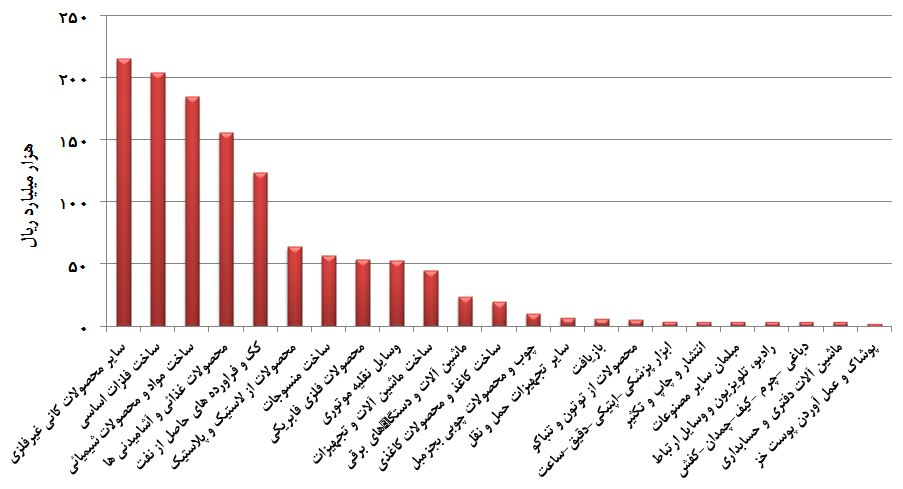 ۲۵۰
۲۰۰
۱۵۰
۱۰۰
۵۰
۰
هزار میلیارد ریال
سایر محصولات کانی غیرفلزی
ساخت فلزات اساسی
ساخت مواد و محصولات شیمیائی
محصولات غذائی و آشامیدنی ها
کک و فراورده های حاصل از نفت
محصولات از لاستیک و پلاستیک
ساخت منسوجات
محصولات فلزی فابریکی
وسایل نقلیه موتوری
ساخت ماشین آلات و تجهیزات
ماشین آلات و دستگاه‌های برقی
ساخت کاغذ و محصولات کاغذی
چوب و محصولات چوبی بجزمبل
سایر تجهیزات حمل و نقل
بازیافت
محصولات از توتون و تنباکو
ابزار پزشکی-اپتیکی-دقیق-ساعت
انتشار و چاپ و تکثیر
مبلمان سایر مصنوعات
رادیو، تلویزیون و وسایل ارتباط
دباغی-چرم-کیف-چمدان-کفش
ماشین آلات دفتری و حسابداری
پوشاک و عمل آوردن پوست خز